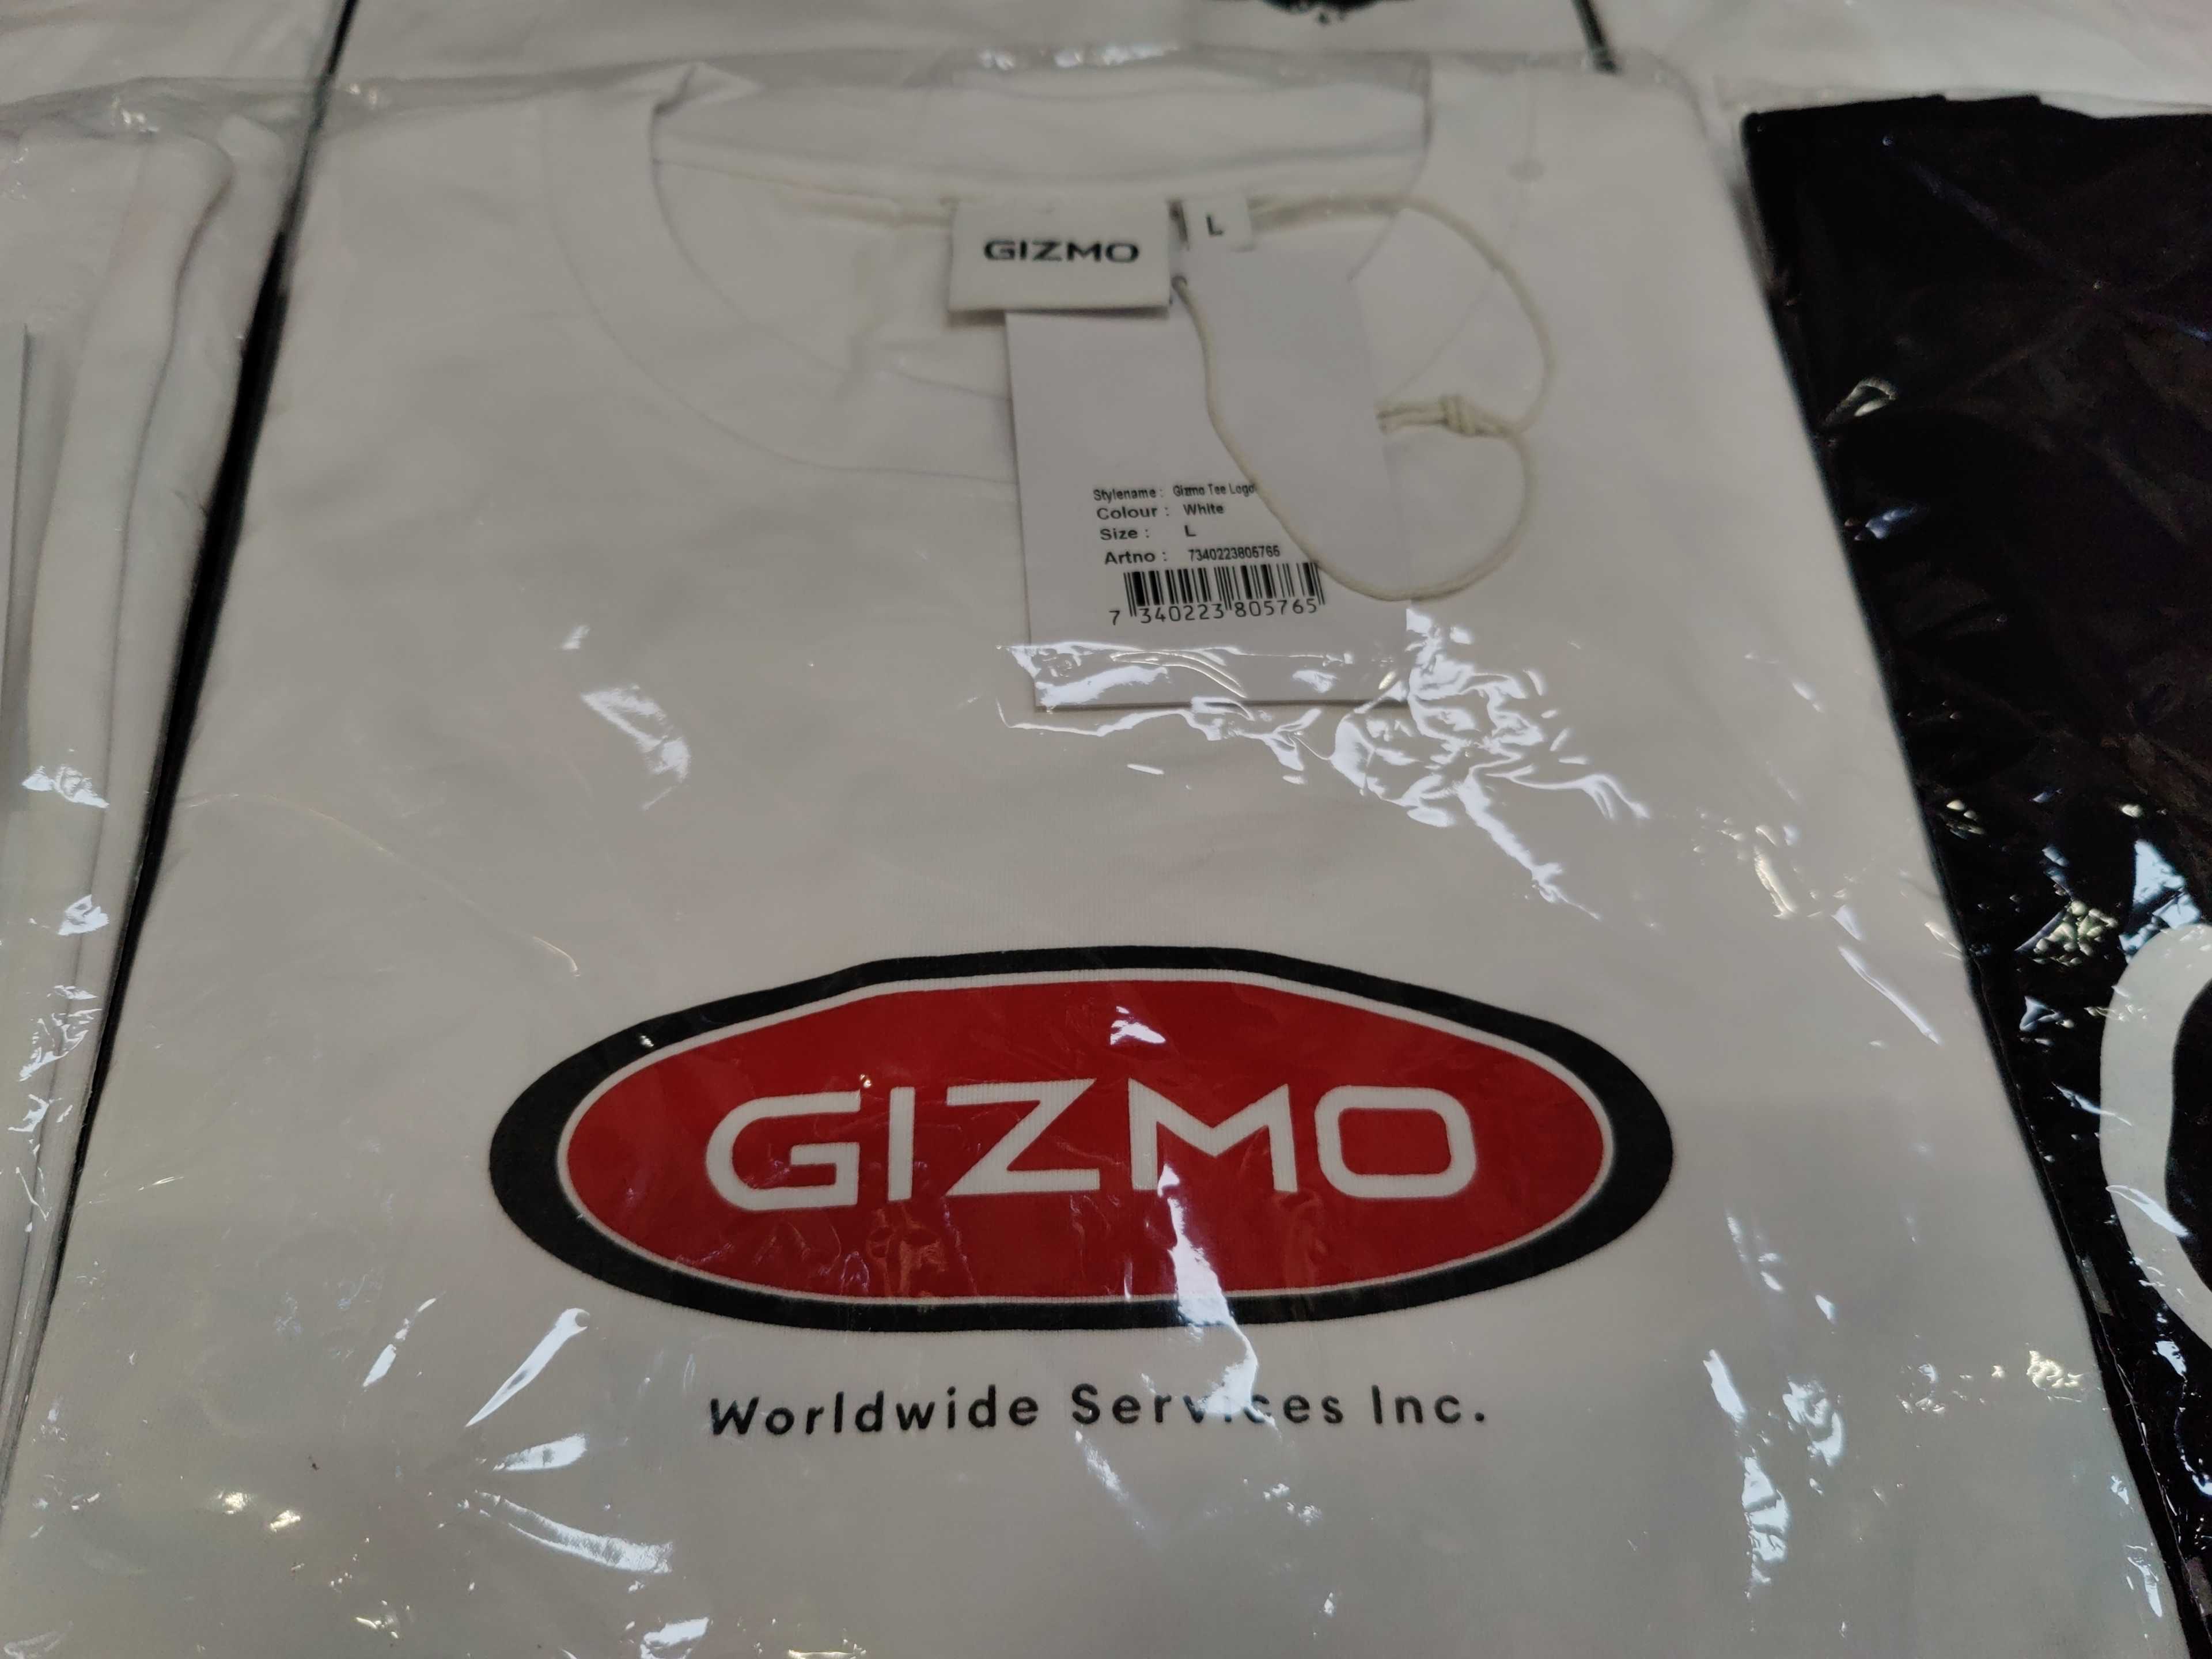 GIZMO
L
Stylename : Gizmo Tee Logo
Colour : White
Size : L
Artno : 7340223805765
7 340223 805765
GIZMO
Worldwide Services Inc.